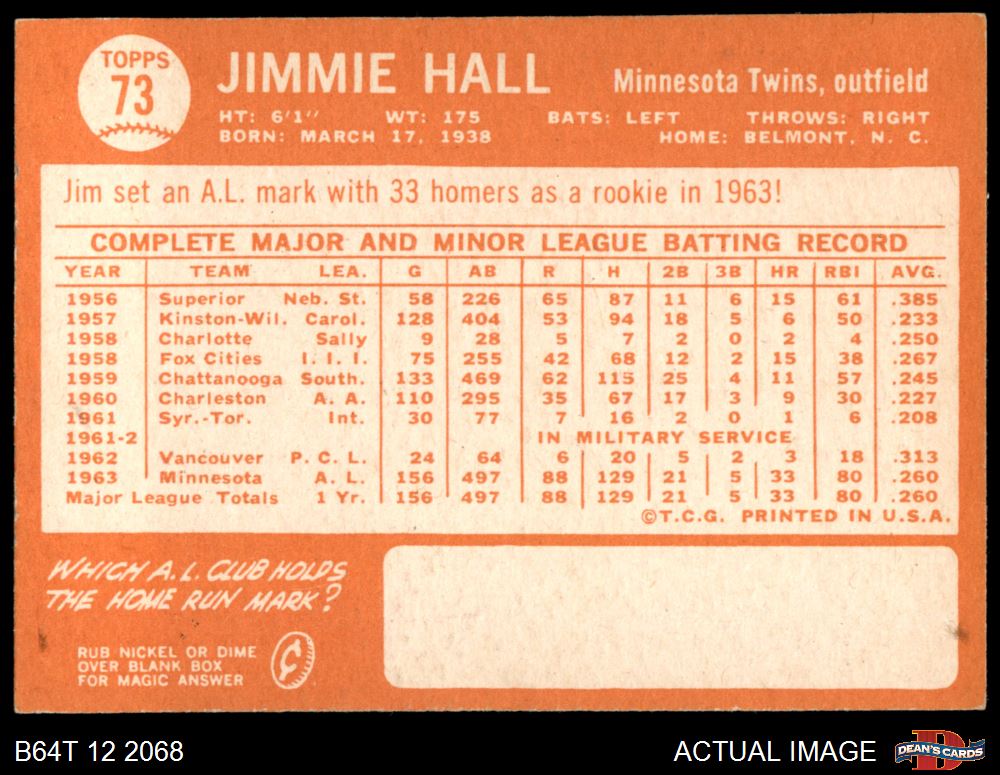 TOPPS
73
JIMMIE HALL
Minnesota Twins, outfield
HT: 6'1" WT: 175 BATS: LEFT THROWS: RIGHT
BORN: MARCH 17, 1938 HOME: BELMONT, N. C.
Jim set an A.L. mark with 33 homers as a rookie in 1963!
COMPLETE MAJOR AND MINOR LEAGUE BATTING RECORD
YEAR TEAM LEA. G AB R H 2B 3B HR RBI AVG.
1956 Superior Neb. St. 58 226 65 87 11 6 15 61 .385
1957 Kinston-Wil. Carol. 128 404 53 94 18 5 6 50 .233
1958 Charlotte Sally 9 28 5 7 2 0 2 4 .250
1958 Fox Cities I. I. I. 75 255 42 68 12 2 15 38 .267
1959 Chattanooga South. 133 469 62 115 25 4 11 57 .245
1960 Charleston A. A. 110 295 35 67 17 3 9 30 .227
1961 Syr.-Tor. Int. 30 77 7 16 2 0 1 6 .208
1961-2 IN MILITARY SERVICE
1962 Vancouver P. C. L. 24 64 6 20 5 2 3 18 .313
1963 Minnesota A. L. 156 497 88 129 21 5 33 80 .260
Major League Totals 1 Yr. 156 497 88 129 21 5 33 80 .260
©T.C.G. PRINTED IN U.S.A.
WHICH A.L. CLUB HOLDS
THE HOME RUN MARK?
RUB NICKEL OR DIME
OVER BLANK BOX
FOR MAGIC ANSWER
¢
B64T 12 2068
ACTUAL IMAGE
DEAN'S CARDS